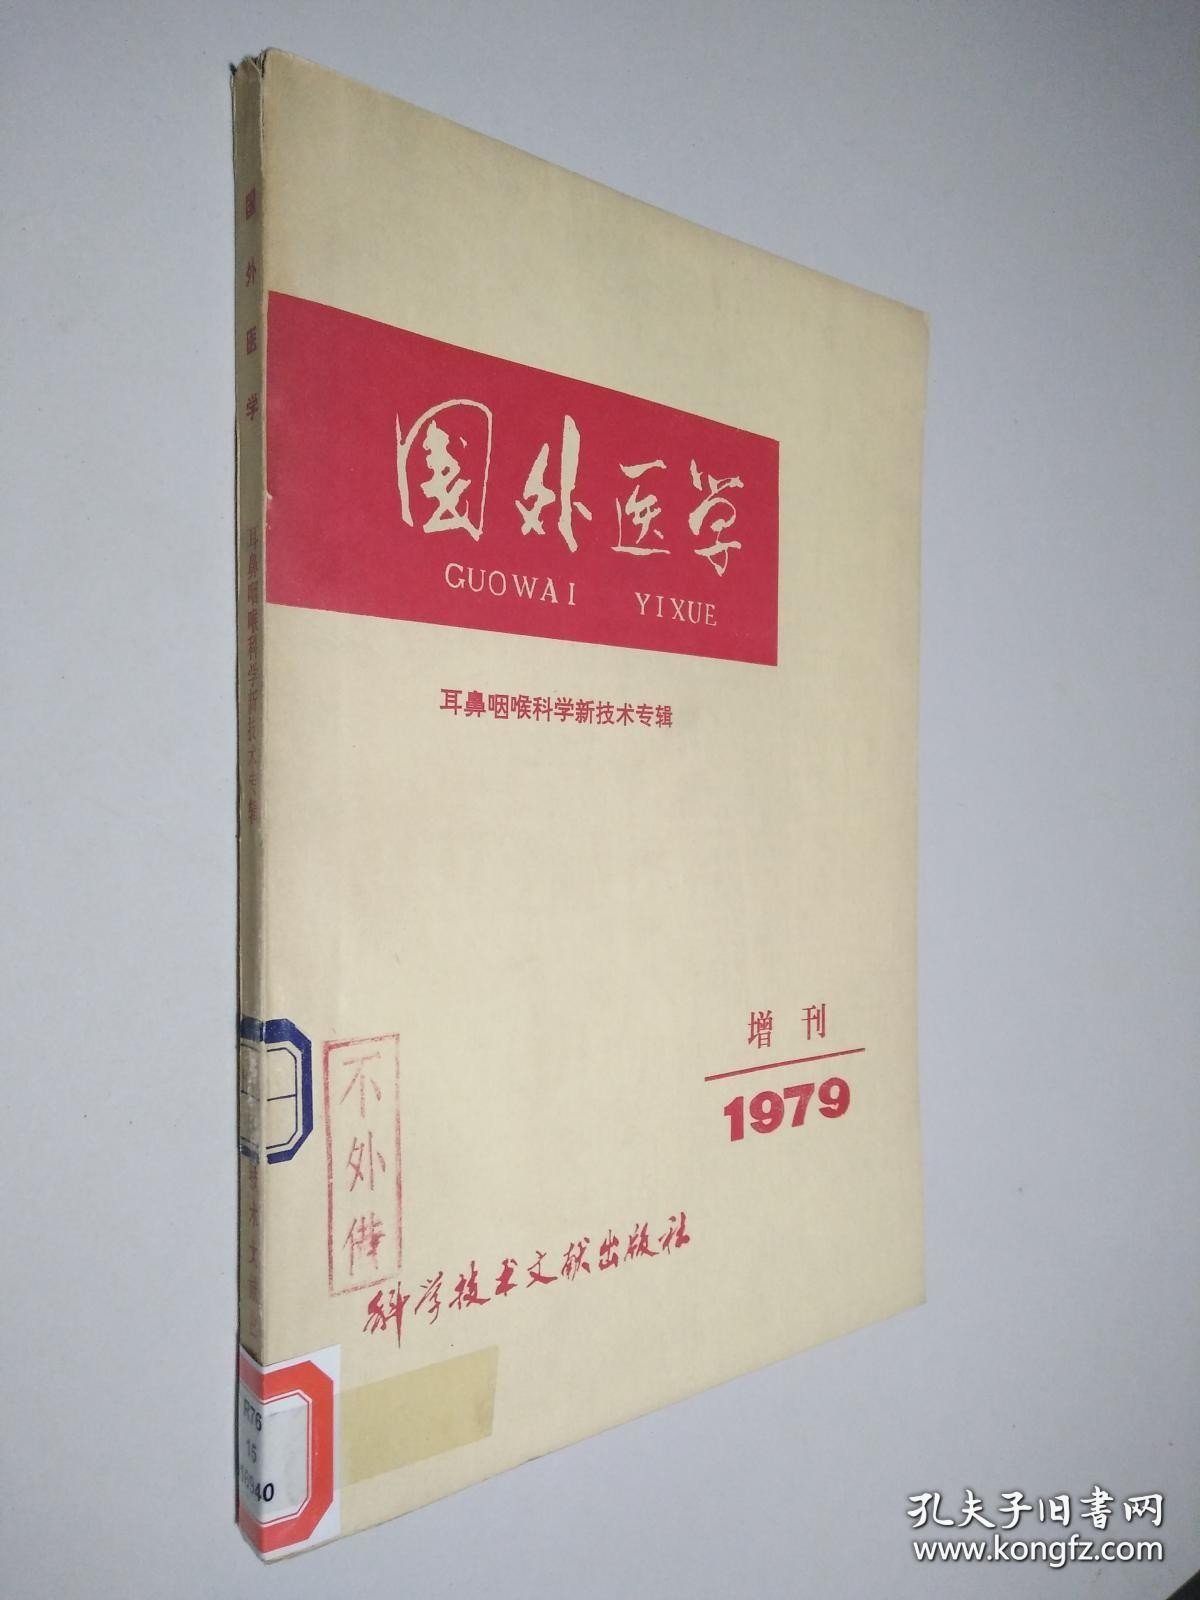 国外医学
耳鼻咽喉科学新技术专辑
国外医学
GUOWAI YIXUE
耳鼻咽喉科学新技术专辑
增刊
1979
不外借
科学技术文献出版社
R76
15
孔夫子旧书网
www.kongfz.com